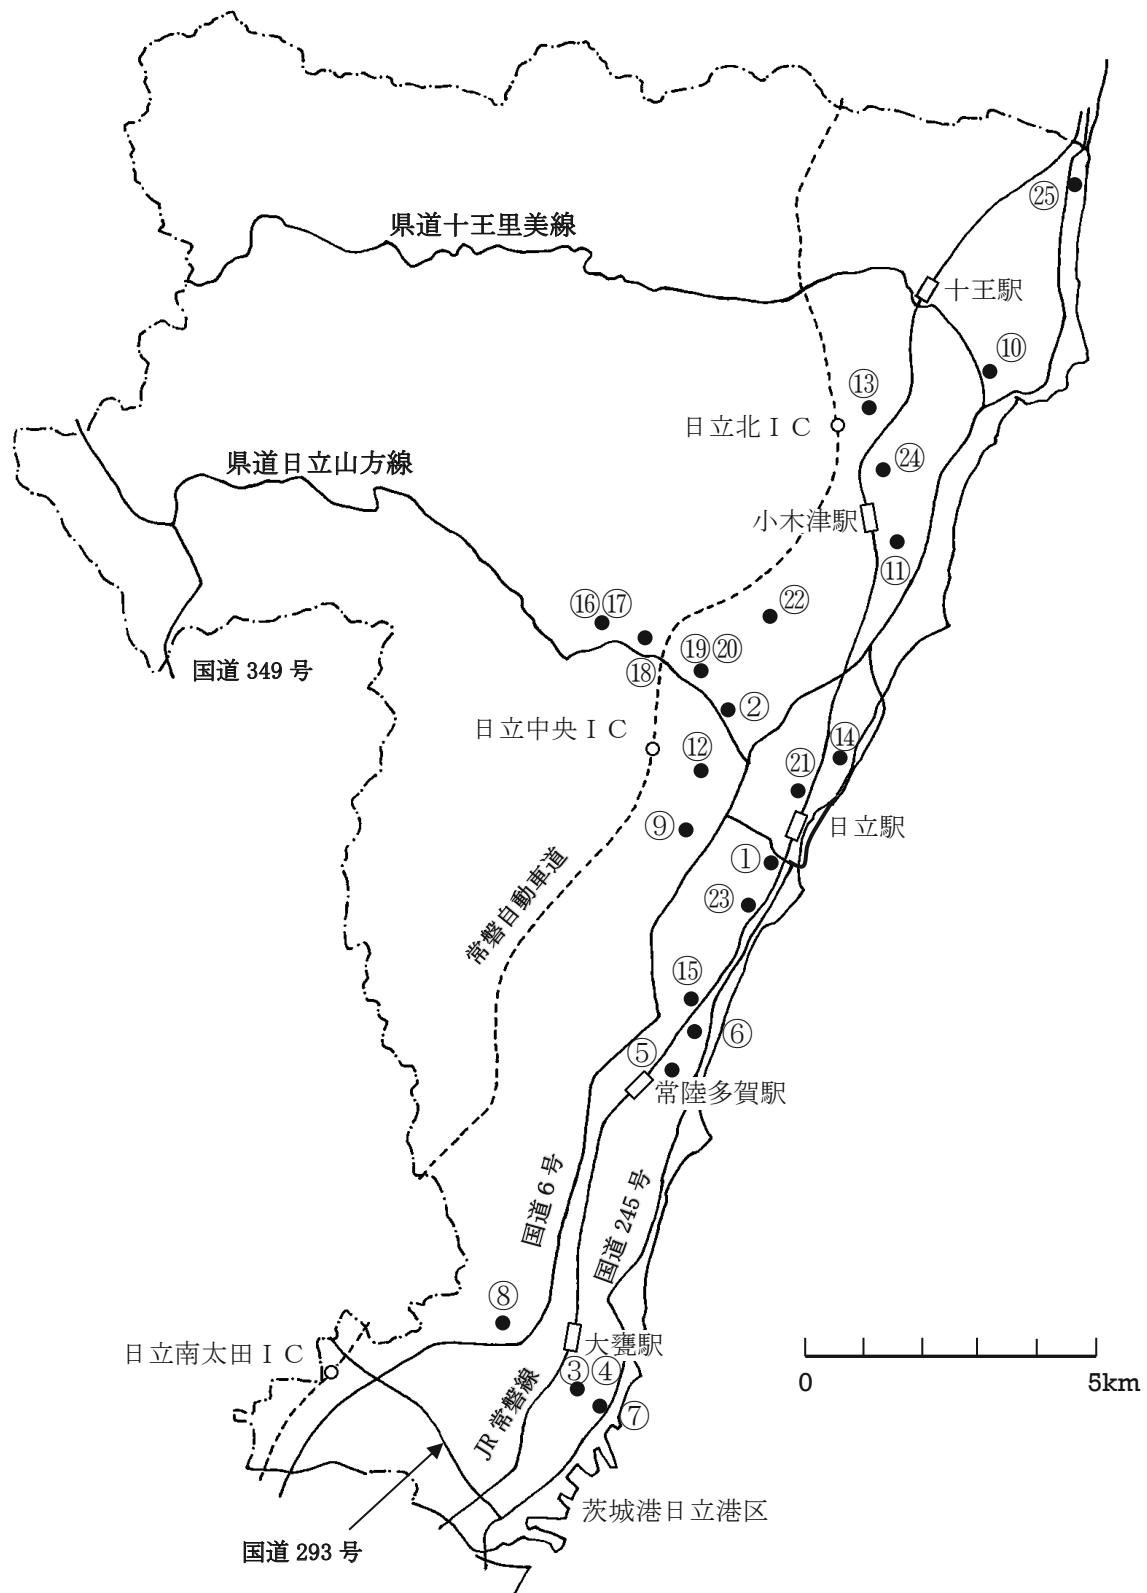 ㉕
県道十王里美線
十王駅
⑩
⑬
日立北ＩＣ
㉔
県道日立山方線
小木津駅
⑪
⑯⑰
㉒
⑲⑳
⑱
国道 349 号
②
日立中央ＩＣ
⑭
⑫
㉑
日立駅
⑨
①
常磐自動車道
㉓
⑮
⑥
⑤
常陸多賀駅
国道 6 号
国道 245 号
⑧
大甕駅
日立南太田ＩＣ
③④
0
5km
JR 常磐線
⑦
茨城港日立港区
国道 293 号